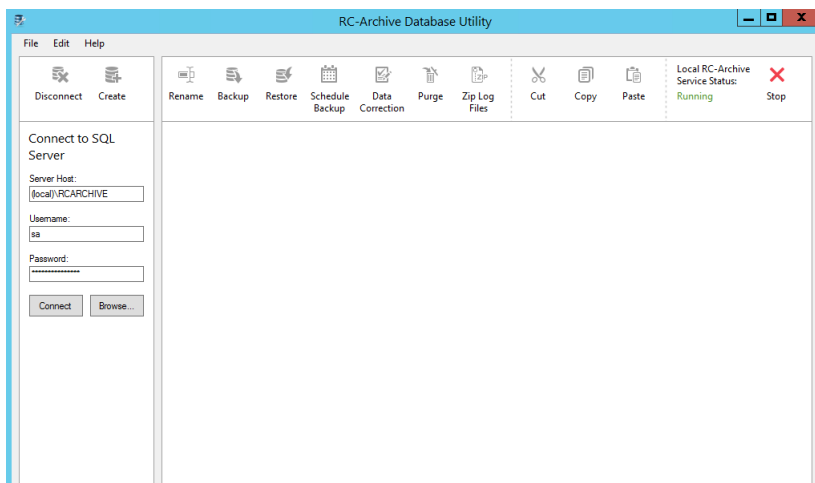 RC-Archive Database Utility
File Edit Help
Disconnect Create
Rename Backup Restore Schedule Backup Data Correction Purge Zip Log Files Cut Copy Paste
Local RC-Archive
Service Status:
Running
Stop
Connect to SQL
Server
Server Host:
(local)\RCARCHIVE
Username:
sa
Password:
***************
Connect Browse...